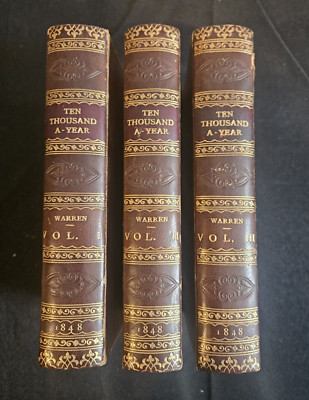 TEN
THOUSAND
A-YEAR
WARREN
VOL.
1848
TEN
THOUSAND
A-YEAR
WARREN
VOL.
1848
TEN
THOUSAND
A-YEAR
WARREN
VOL. III
1848